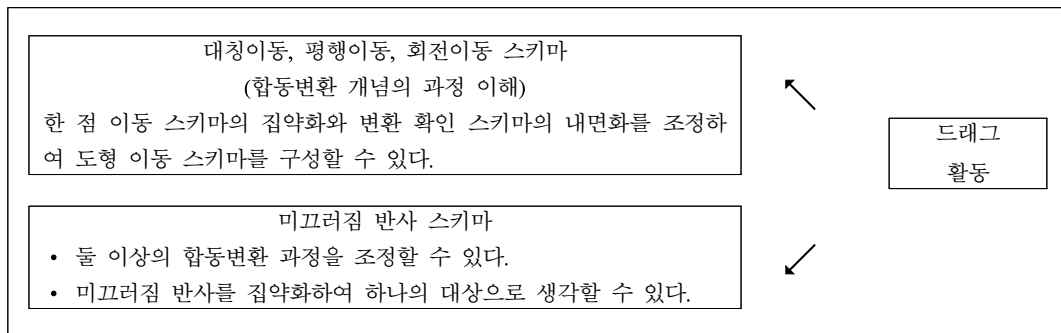 대칭이동, 평행이동, 회전이동 스키마
(합동변환 개념의 과정 이해)
한 점 이동 스키마의 집약화와 변환 확인 스키마의 내면화를 조정하
여 도형 이동 스키마를 구성할 수 있다.
드래그
활동
미끄러짐 반사 스키마
• 둘 이상의 합동변환 과정을 조정할 수 있다.
• 미끄러짐 반사를 집약화하여 하나의 대상으로 생각할 수 있다.